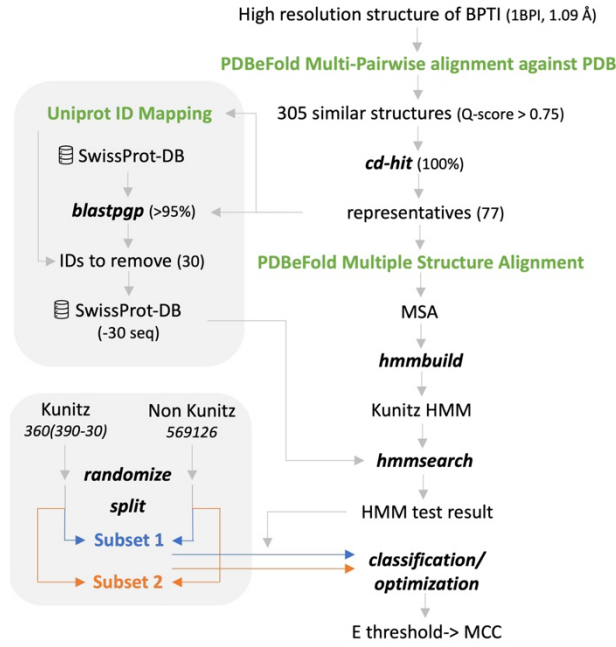 High resolution structure of BPTI (1BPI, 1.09 Å)
PDBeFold Multi-Pairwise alignment against PDB
305 similar structures (Q-score > 0.75)
cd-hit (100%)
representatives (77)
PDBeFold Multiple Structure Alignment
MSA
hmmbuild
Kunitz HMM
hmmsearch
HMM test result
classification/
optimization
E threshold-> MCC
Uniprot ID Mapping
SwissProt-DB
blastpgp (>95%)
IDs to remove (30)
SwissProt-DB
(-30 seq)
Kunitz
360(390-30)
Non Kunitz
569126
randomize
split
Subset 1
Subset 2